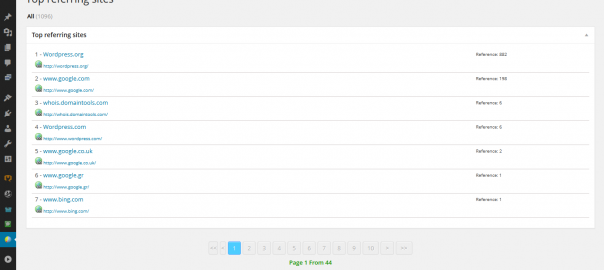 Top referring sites
All (1096)
Top referring sites
1 - Wordpress.org
Reference: 802
http://wordpress.org/
2 - www.google.com
Reference: 198
http://www.google.com/
3 - whois.domaintools.com
Reference: 6
http://whois.domaintools.com/
4 - Wordpress.com
Reference: 6
http://www.wordpress.com/
5 - www.google.co.uk
Reference: 2
http://www.google.co.uk/
6 - www.google.gr
Reference: 1
http://www.google.gr/
7 - www.bing.com
Reference: 1
http://www.bing.com/
<< < 1 2 3 4 5 6 7 8 9 10 > >>
Page 1 From 44